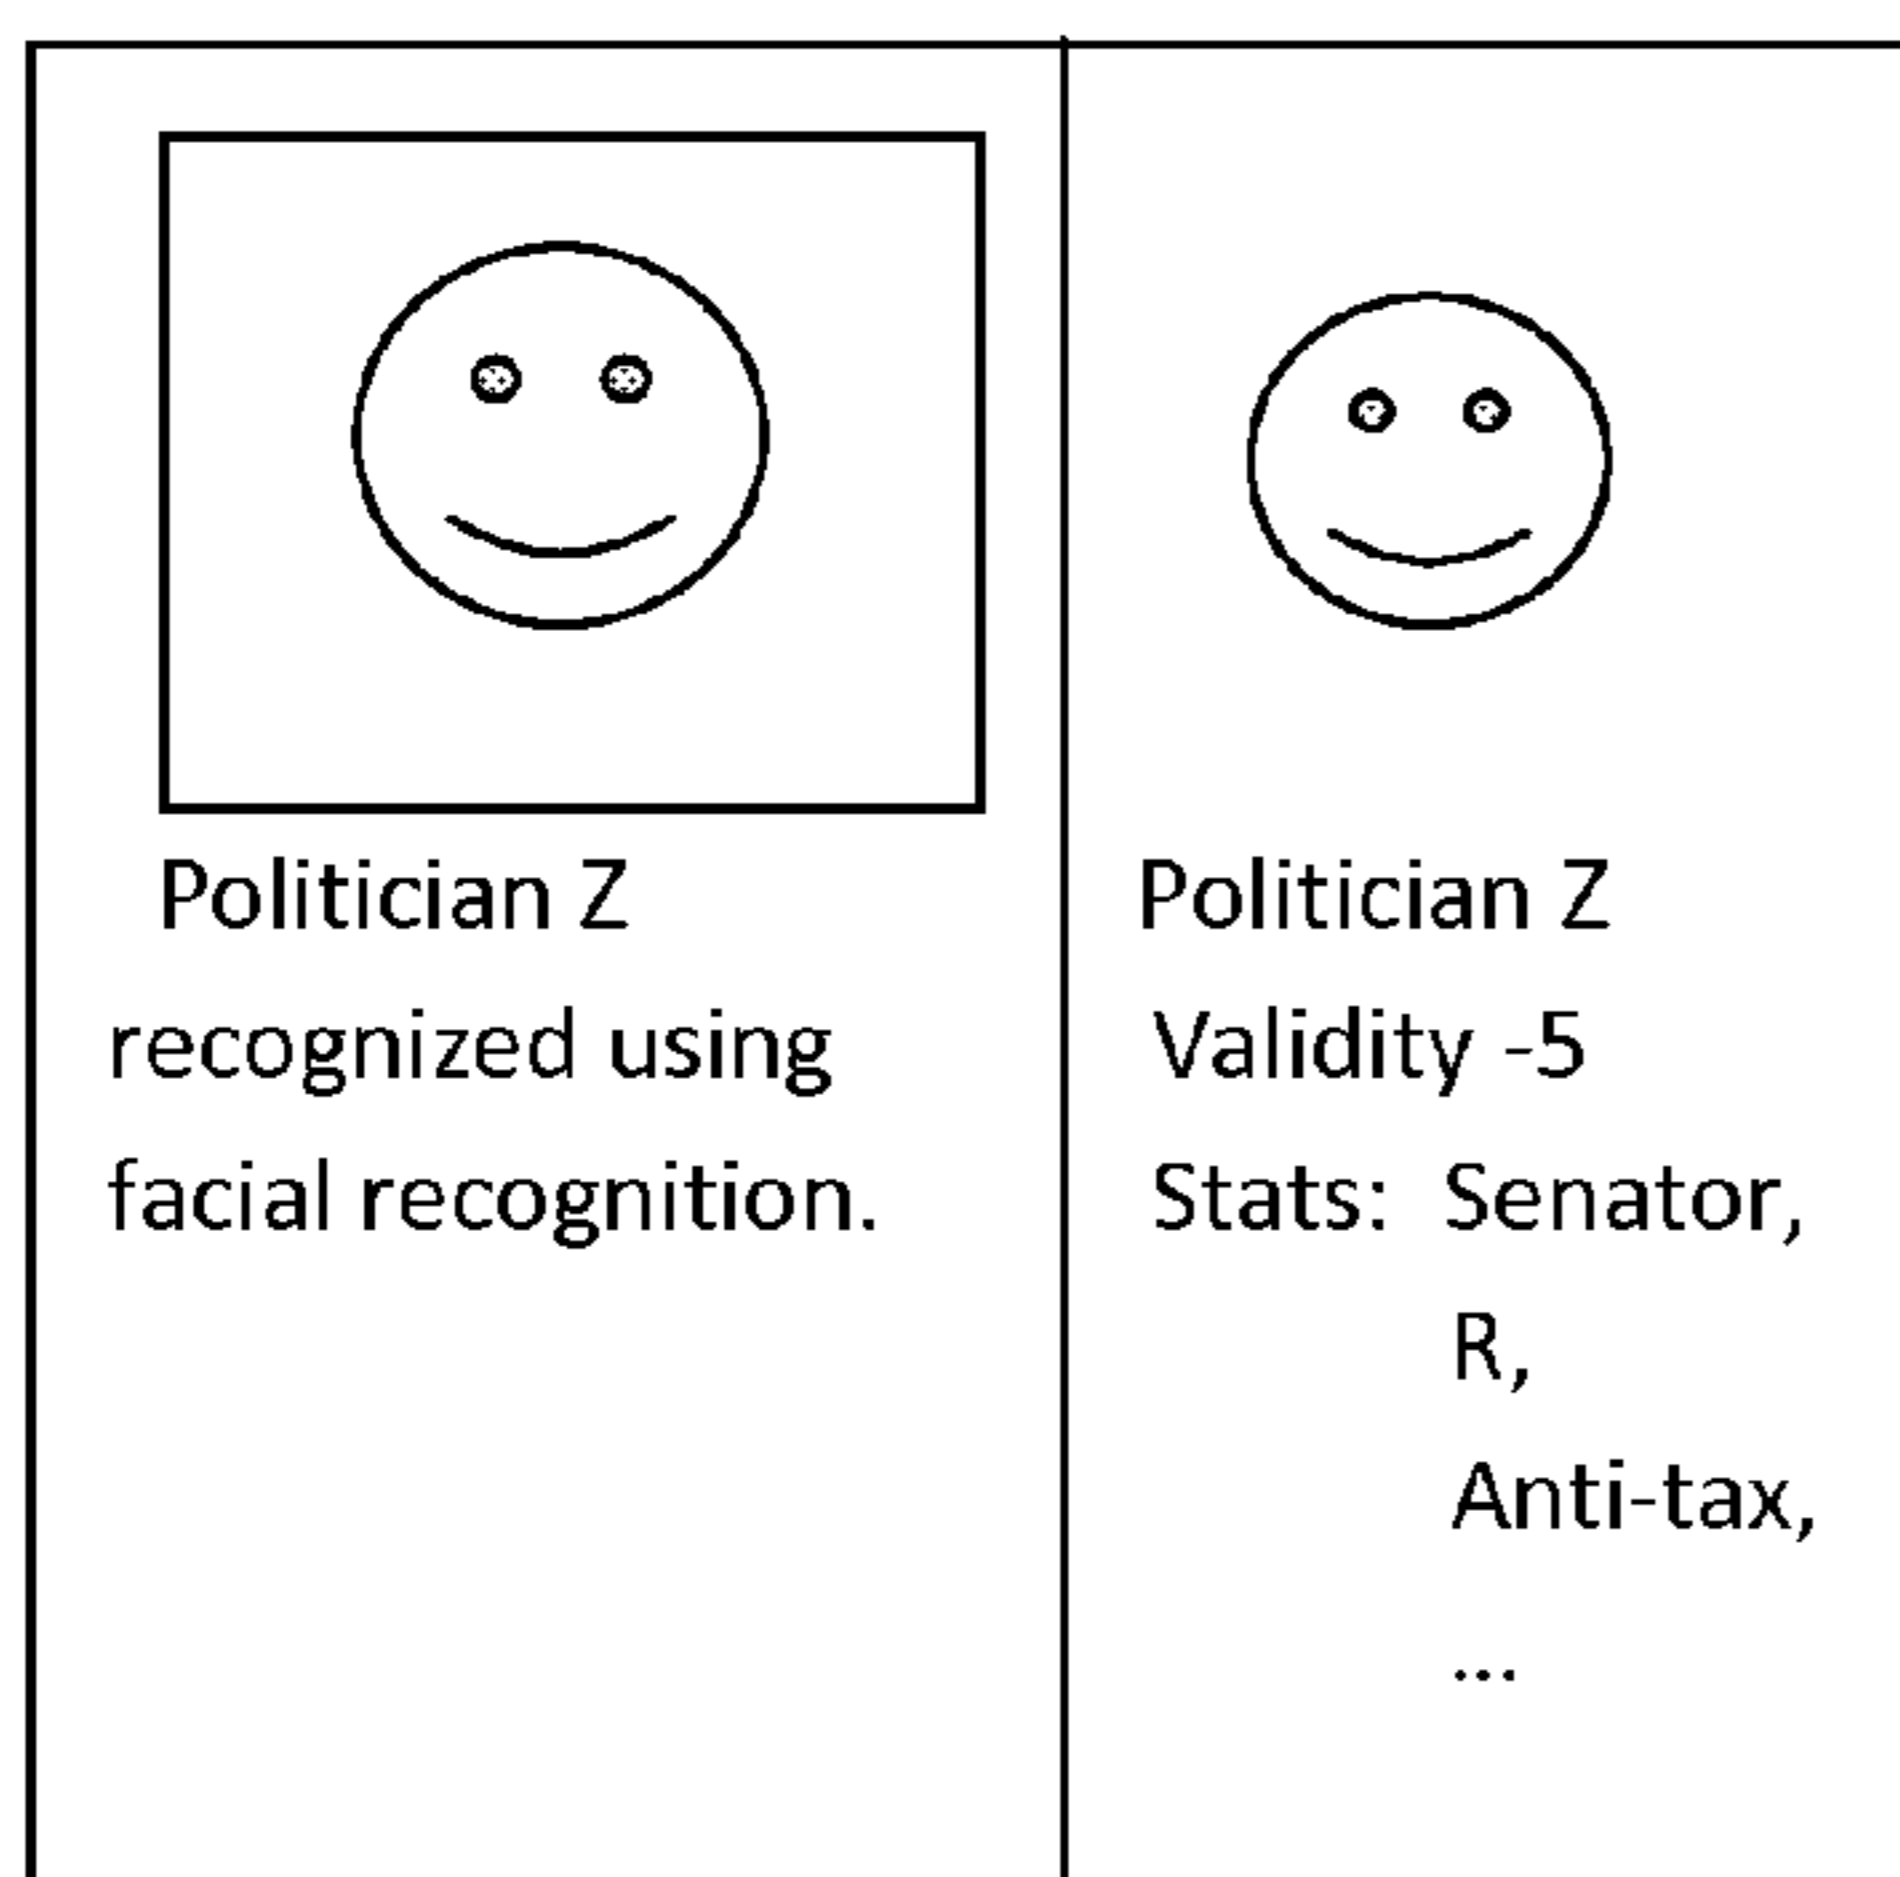 Politician Z
recognized using
facial recognition.
Politician Z
Validity -5
Stats: Senator,
R,
Anti-tax,
...